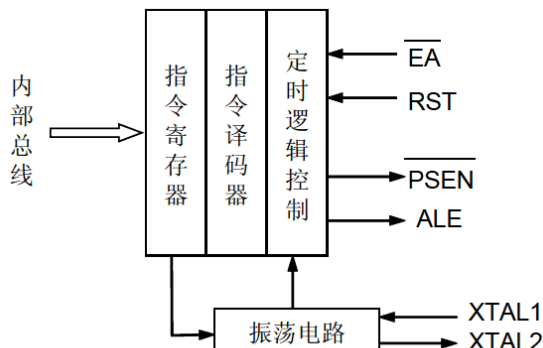 内部总线
指令寄存器
指令译码器
定时逻辑控制
EA
RST
PSEN
ALE
振荡电路
XTAL1
XTAL2